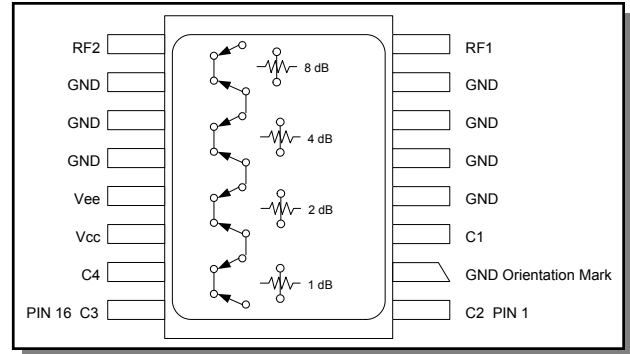 RF2 8 dB RF1
GND GND
GND 4 dB GND
GND GND
Vee 2 dB GND
Vcc C1
C4 1 dB GND Orientation Mark
PIN 16 C3 C2 PIN 1